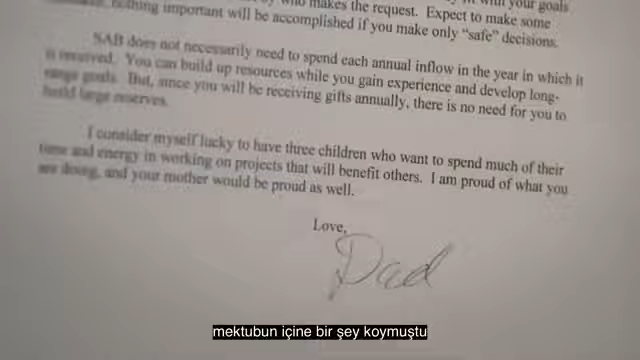 makes the request. Expect to make some
nothing important will be accomplished if you make only “safe” decisions.
SAB does not necessarily need to spend each annual inflow in the year in which it
is received. You can build up resources while you gain experience and develop long-
range goals. But, since you will be receiving gifts annually, there is no need for you to
build large reserves.
I consider myself lucky to have three children who want to spend much of their
time and energy in working on projects that will benefit others. I am proud of what you
are doing, and your mother would be proud as well.
Love,
Dad
mektubun içine bir şey koymuştu